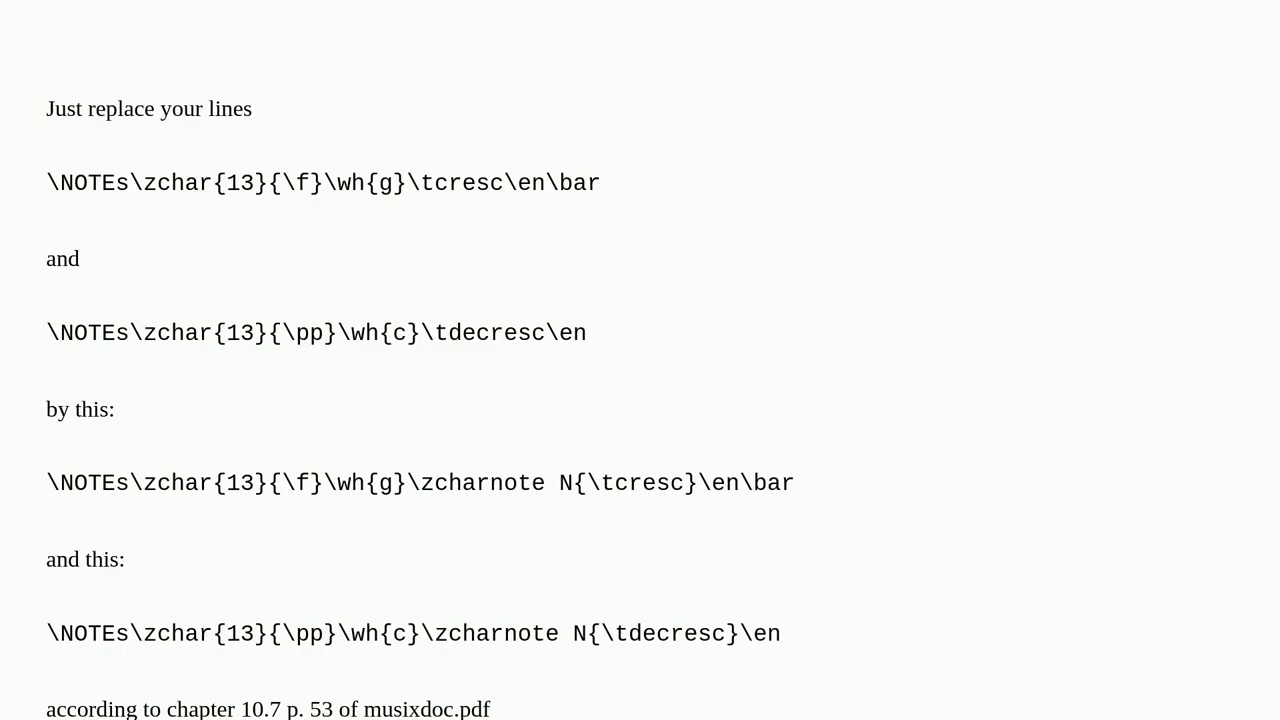 Just replace your lines
\NOTEs\zchar{13}{\f}\wh{g}\tcresc\en\bar
and
\NOTEs\zchar{13}{\pp}\wh{c}\tdecresc\en
by this:
\NOTEs\zchar{13}{\f}\wh{g}\zcharnote N{\tcresc}\en\bar
and this:
\NOTEs\zchar{13}{\pp}\wh{c}\zcharnote N{\tdecresc}\en
according to chapter 10.7 p. 53 of musixdoc.pdf